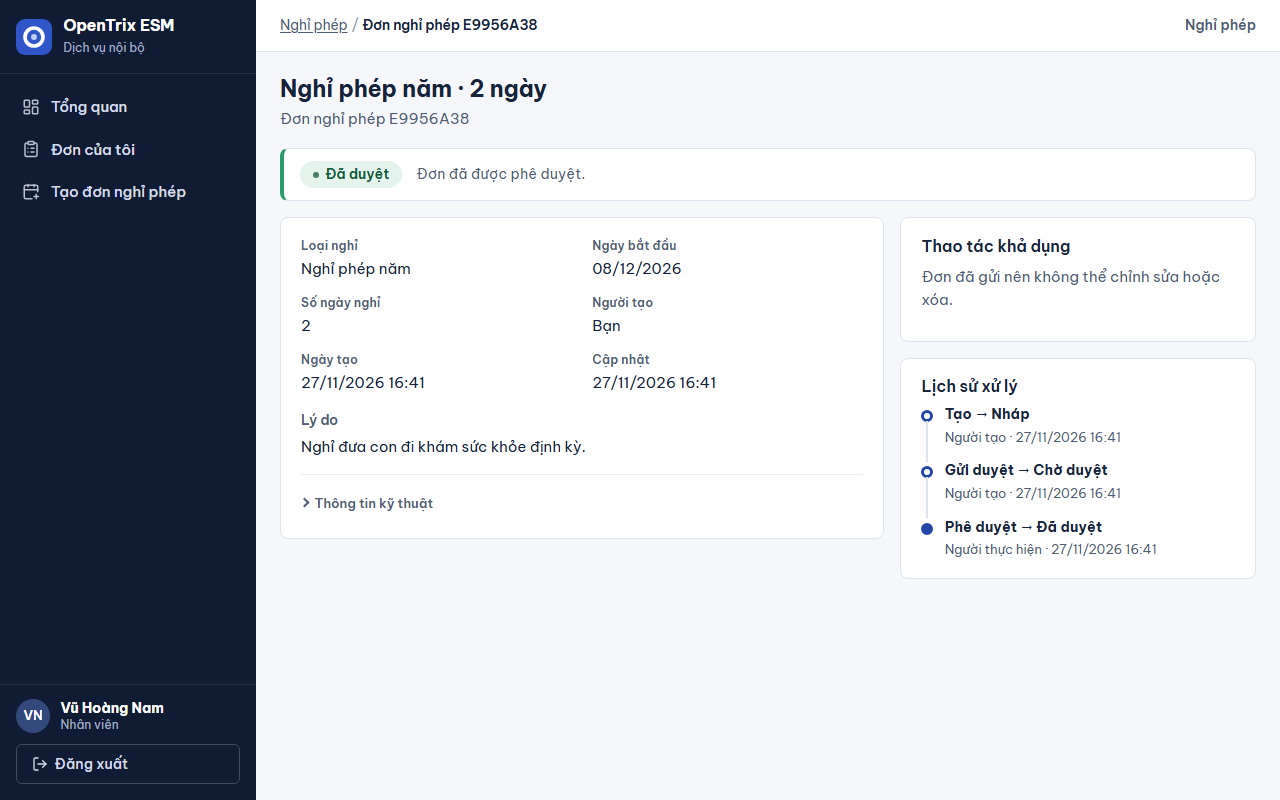 OpenTrix ESM
Dịch vụ nội bộ
Tổng quan
Đơn của tôi
Tạo đơn nghỉ phép
VN
Vũ Hoàng Nam
Nhân viên
Đăng xuất
Nghỉ phép / Đơn nghỉ phép E9956A38
Nghỉ phép
Nghỉ phép năm · 2 ngày
Đơn nghỉ phép E9956A38
Đã duyệt
Đơn đã được phê duyệt.
Loại nghỉ
Nghỉ phép năm
Ngày bắt đầu
08/12/2026
Số ngày nghỉ
2
Người tạo
Bạn
Ngày tạo
27/11/2026 16:41
Cập nhật
27/11/2026 16:41
Lý do
Nghỉ đưa con đi khám sức khỏe định kỳ.
Thông tin kỹ thuật
Thao tác khả dụng
Đơn đã gửi nên không thể chỉnh sửa hoặc
xóa.
Lịch sử xử lý
Tạo → Nháp
Người tạo · 27/11/2026 16:41
Gửi duyệt → Chờ duyệt
Người tạo · 27/11/2026 16:41
Phê duyệt → Đã duyệt
Người thực hiện · 27/11/2026 16:41